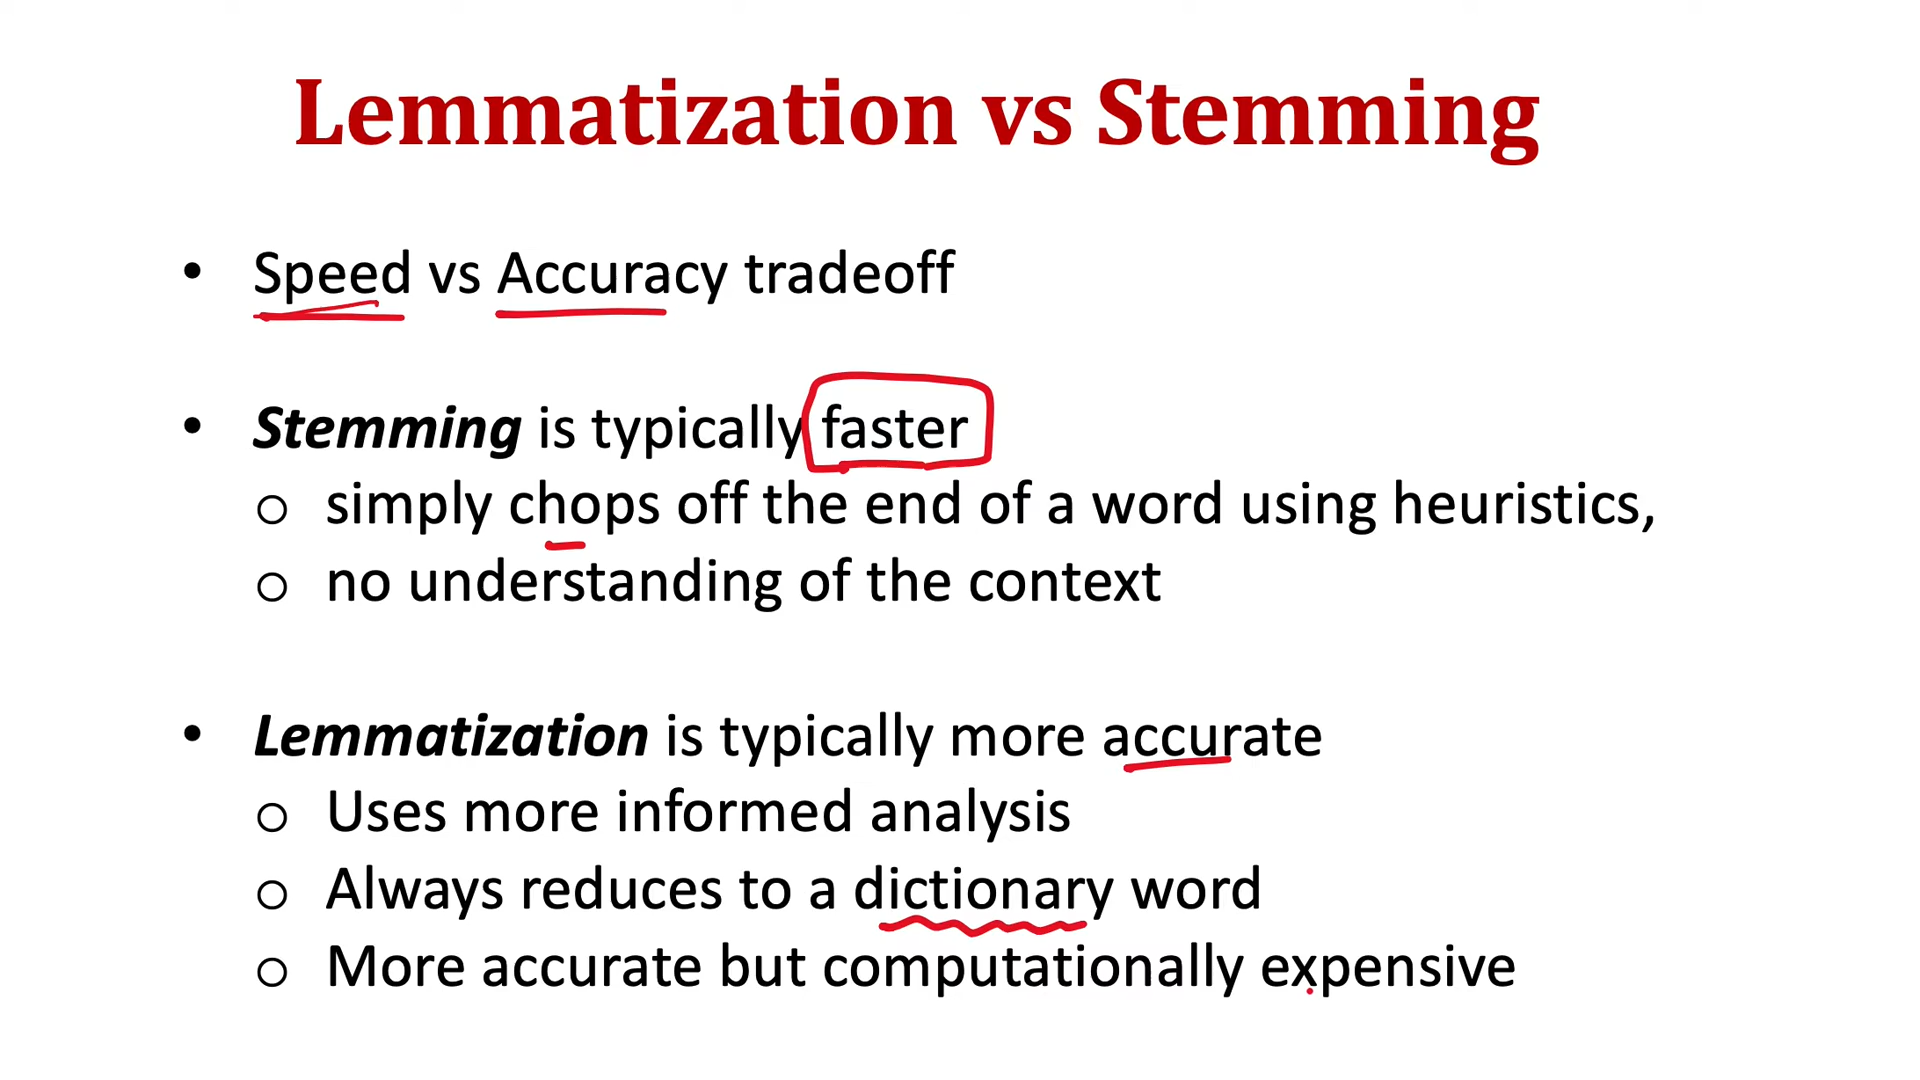 Lemmatization vs Stemming
• Speed vs Accuracy tradeoff
• Stemming is typically faster
o simply chops off the end of a word using heuristics,
o no understanding of the context
• Lemmatization is typically more accurate
o Uses more informed analysis
o Always reduces to a dictionary word
o More accurate but computationally expensive